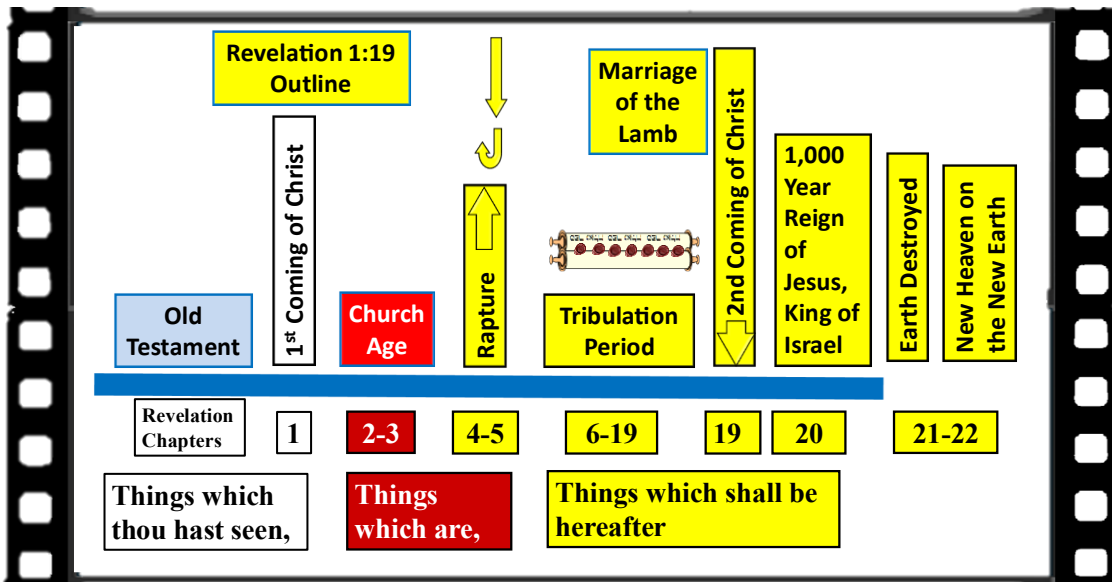 Revelation 1:19
Outline
Marriage
of the
Lamb
Old
Testament
1st Coming of Christ
Church
Age
Rapture
Tribulation
Period
2nd Coming of Christ
1,000
Year
Reign
of
Jesus,
King of
Israel
Earth Destroyed
New Heaven on
the New Earth
Revelation
Chapters
1
2-3
4-5
6-19
19
20
21-22
Things which
thou hast seen,
Things
which are,
Things which shall be
hereafter